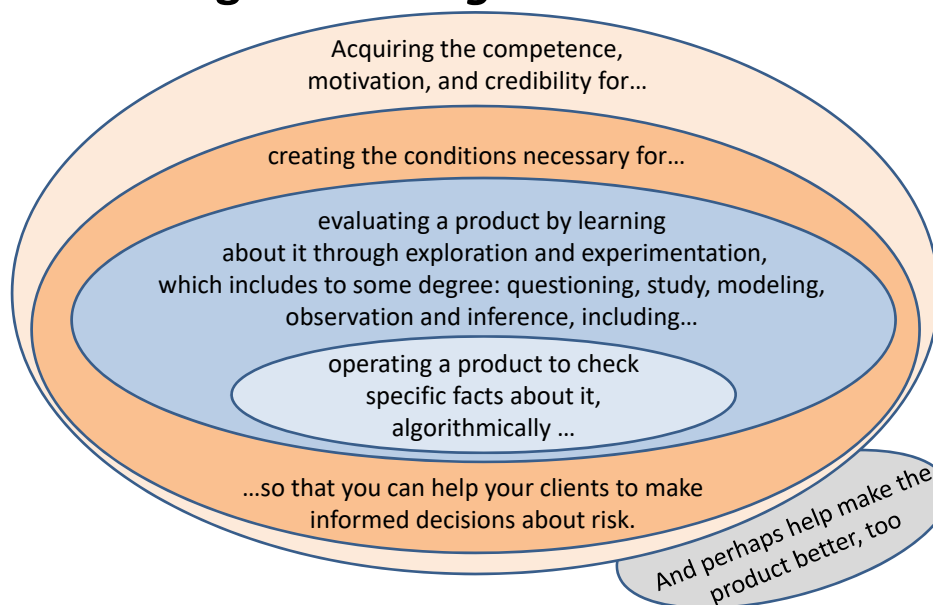 Acquiring the competence,
motivation, and credibility for…
creating the conditions necessary for…
evaluating a product by learning
about it through exploration and experimentation,
which includes to some degree: questioning, study, modeling,
observation and inference, including…
operating a product to check
specific facts about it,
algorithmically …
…so that you can help your clients to make
informed decisions about risk.
And perhaps help make the
product better, too